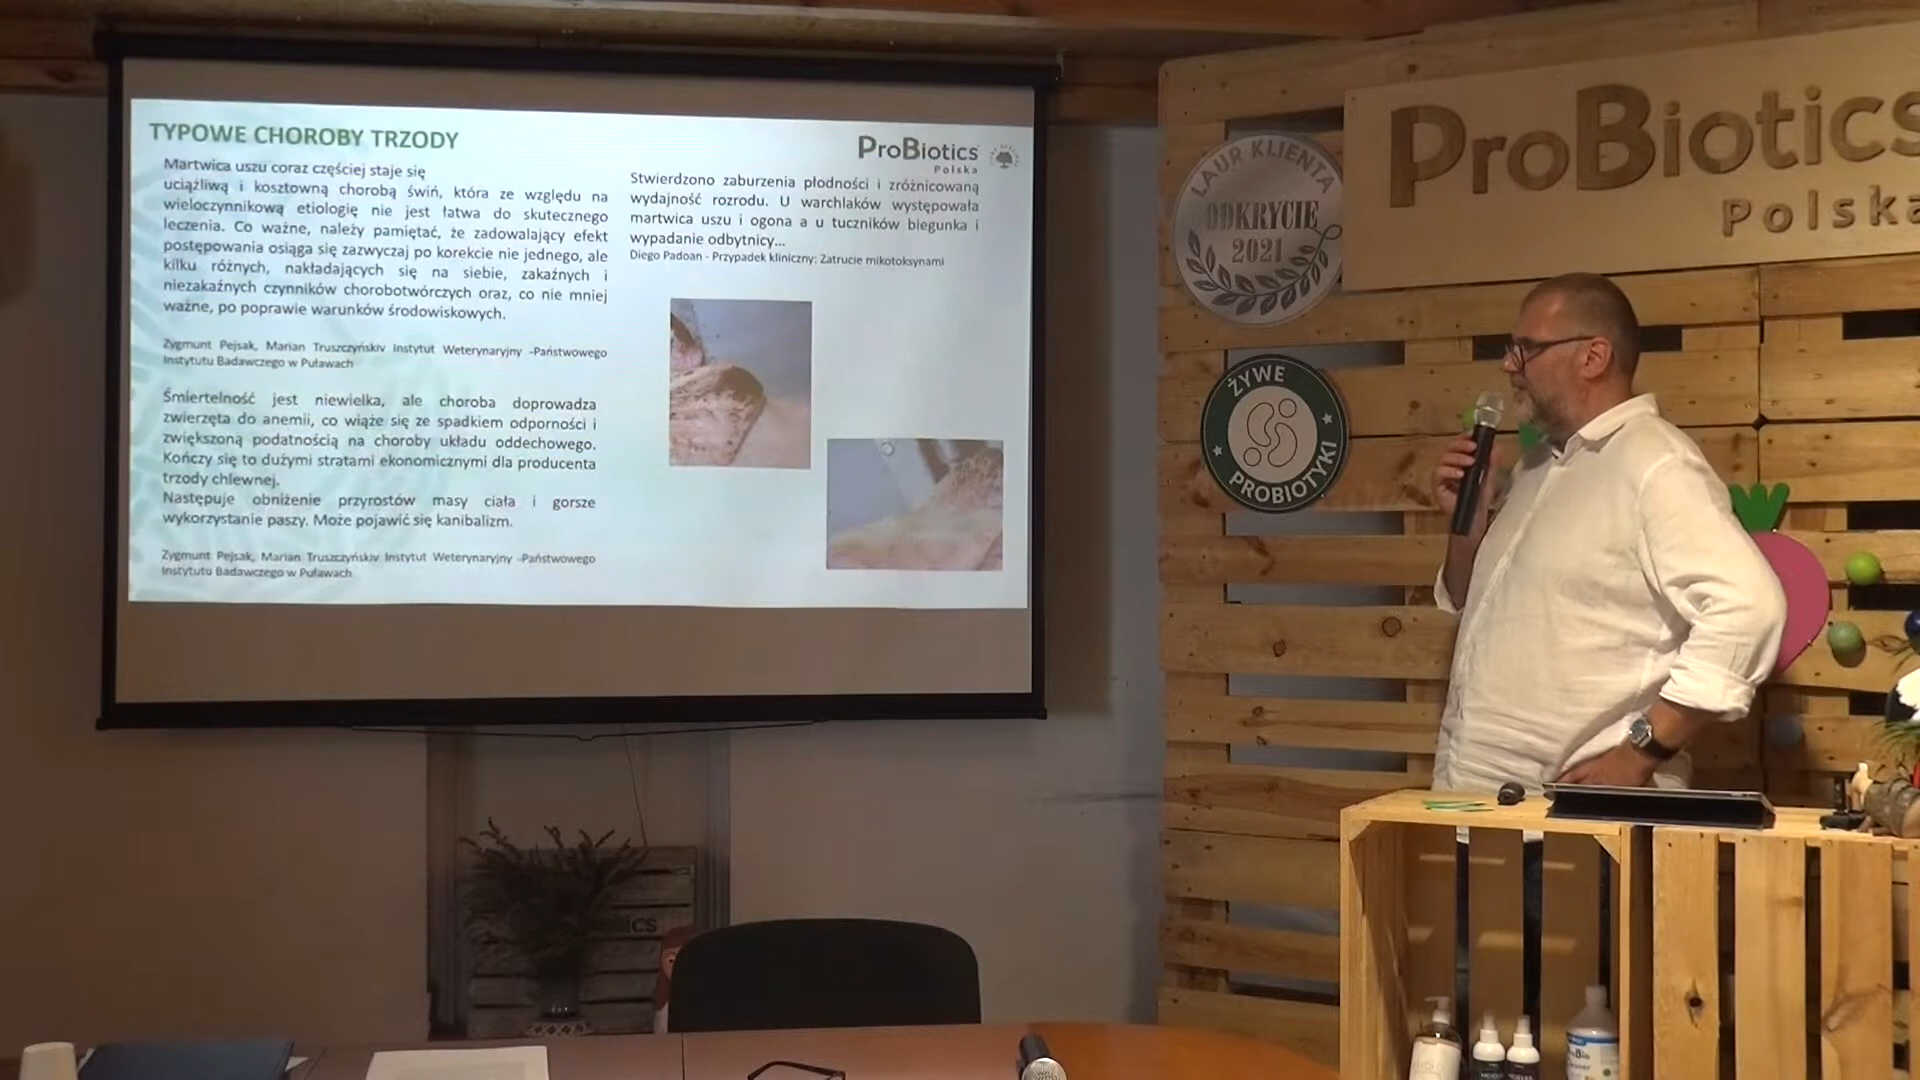 TYPOWE CHOROBY TRZODY
Martwica uszu coraz częściej staje się
uciążliwą i kosztowną chorobą świń, która ze względu na
wieloczynnikową etiologię nie jest łatwa do skutecznego
leczenia. Co ważne, należy pamiętać, że zadowalający efekt
postępowania osiąga się zazwyczaj po korekcie nie jednego, ale
kilku różnych, nakładających się na siebie, zakaźnych i
niezakaźnych czynników chorobotwórczych oraz, co nie mniej
ważne, po poprawie warunków środowiskowych.
Zygmunt Pejsak, Marian Truszczyńskiv Instytut Weterynaryjny -Państwowego
Instytutu Badawczego w Puławach
Śmiertelność jest niewielka, ale choroba doprowadza
zwierzęta do anemii, co wiąże się ze spadkiem odporności i
zwiększoną podatnością na choroby układu oddechowego.
Kończy się to dużymi stratami ekonomicznymi dla producenta
trzody chlewnej.
Następuje obniżenie przyrostów masy ciała i gorsze
wykorzystanie paszy. Może pojawić się kanibalizm.
Zygmunt Pejsak, Marian Truszczyńskiv Instytut Weterynaryjny -Państwowego
Instytutu Badawczego w Puławach
ProBiotics
Polska
Stwierdzono zaburzenia płodności i zróżnicowaną
wydajność rozrodu. U warchlaków występowała
martwica uszu i ogona a u tuczników biegunka i
wypadanie odbytnicy...
Diego Padoan - Przypadek kliniczny: Zatrucie mikotoksynami
ProBiotics
Polska
LAUR KLIENTA
ODKRYCIE
2021
ŻYWE
PROBIOTYKI